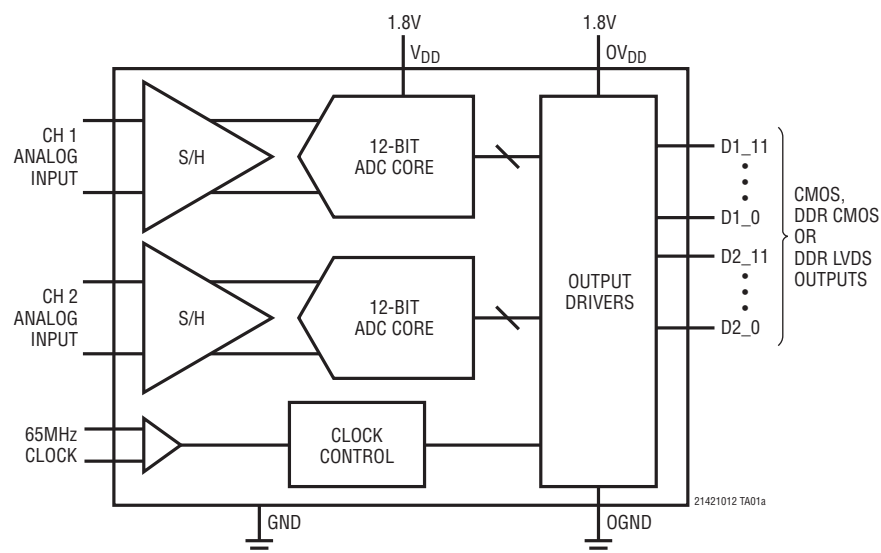 1.8V
1.8V
VDD
OVDD
CH 1
ANALOG
INPUT
S/H
12-BIT
ADC CORE
D1_11
D1_0
D2_11
D2_0
CMOS,
DDR CMOS
OR
DDR LVDS
OUTPUTS
OUTPUT
DRIVERS
CH 2
ANALOG
INPUT
S/H
12-BIT
ADC CORE
65MHz
CLOCK
CLOCK
CONTROL
GND
OGND
21421012 TA01a